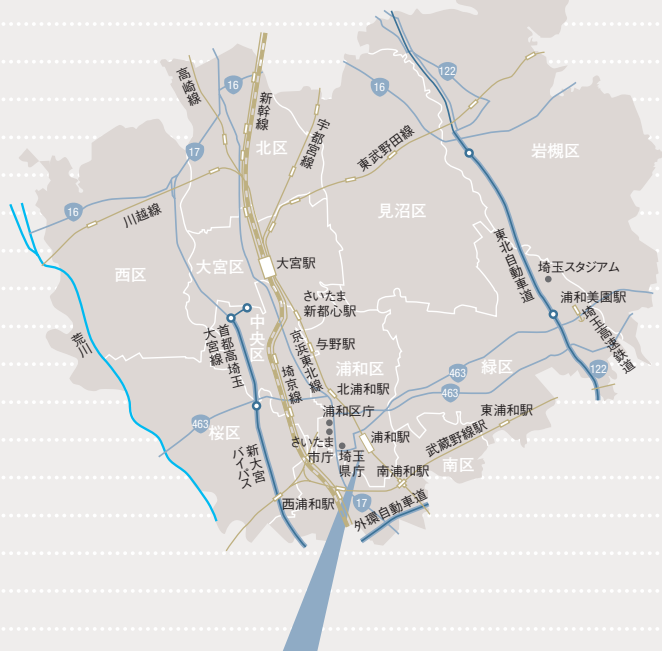 高崎線
16
新幹線
北区
宇都宮線
16
122
17
東武野田線
岩槻区
16
川越線
見沼区
西区
大宮区
大宮駅
東北自動車道
埼玉スタジアム
さいたま
新都心駅
浦和美園駅
埼玉高速鉄道
荒川
首都高埼玉
大宮線
中央区
京浜東北線
与野駅
埼京線
浦和区
北浦和駅
463
緑区
122
463
浦和区庁
東浦和駅
463
桜区
さいたま
市庁
浦和駅
埼玉
県庁
武蔵野線駅
新大宮
バイパス
南浦和駅
南区
西浦和駅
17
外環自動車道